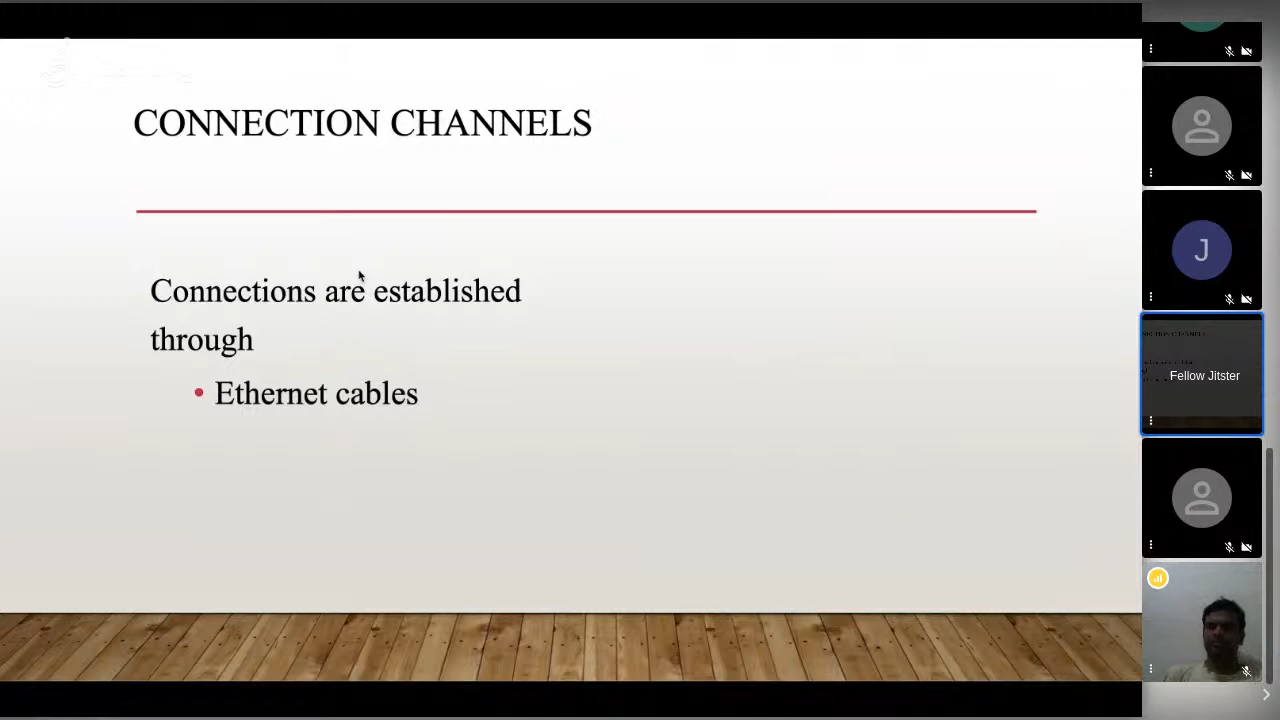 CONNECTION CHANNELS
Connections are established
through
• Ethernet cables
J
Fellow Jitster